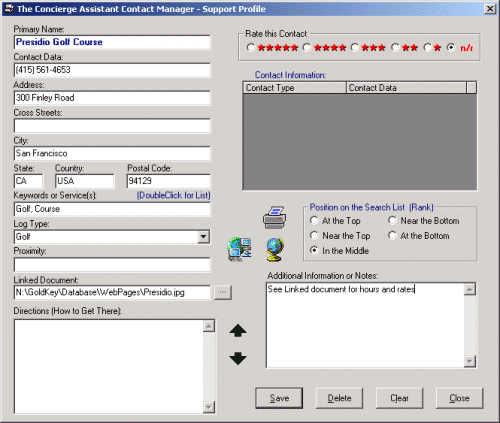 The Concierge Assistant Contact Manager - Support Profile
Primary Name:
Presidio Golf Course
Contact Data:
(415) 561-4653
Address:
300 Finley Road
Cross Streets:
City:
San Francisco
State: Country: Postal Code:
CA USA 94129
Keywords or Service(s): (DoubleClick for List)
Golf, Course
Log Type:
Golf
Proximity:
Linked Document:
N:\GoldKey\Database\WebPages\Presidio.jpg
...
Directions (How to Get There):
Rate this Contact
★★★★★ ★★★★ ★★★ ★★ ★ n/r
Contact Information:
Contact Type Contact Data
Position on the Search List (Rank)
At the Top Near the Bottom
Near the Top At the Bottom
In the Middle
Additional Information or Notes:
See Linked document for hours and rates
Save Delete Clear Close